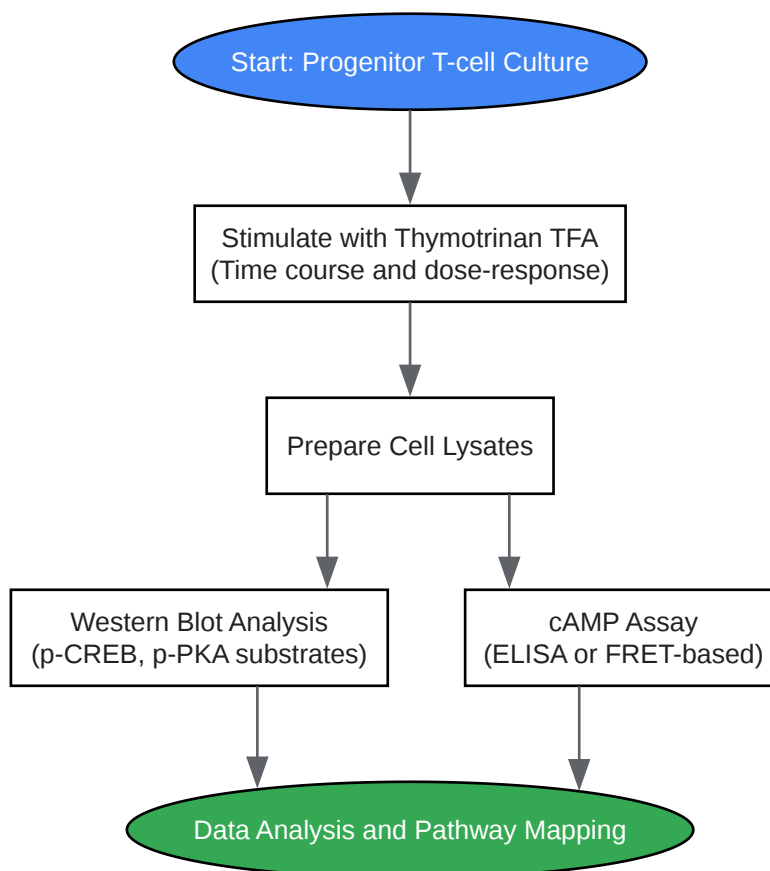 Start: Progenitor T-cell Culture
Stimulate with Thymotrinan TFA
(Time course and dose-response)
Prepare Cell Lysates
Western Blot Analysis
(p-CREB, p-PKA substrates)
cAMP Assay
(ELISA or FRET-based)
Data Analysis and Pathway Mapping